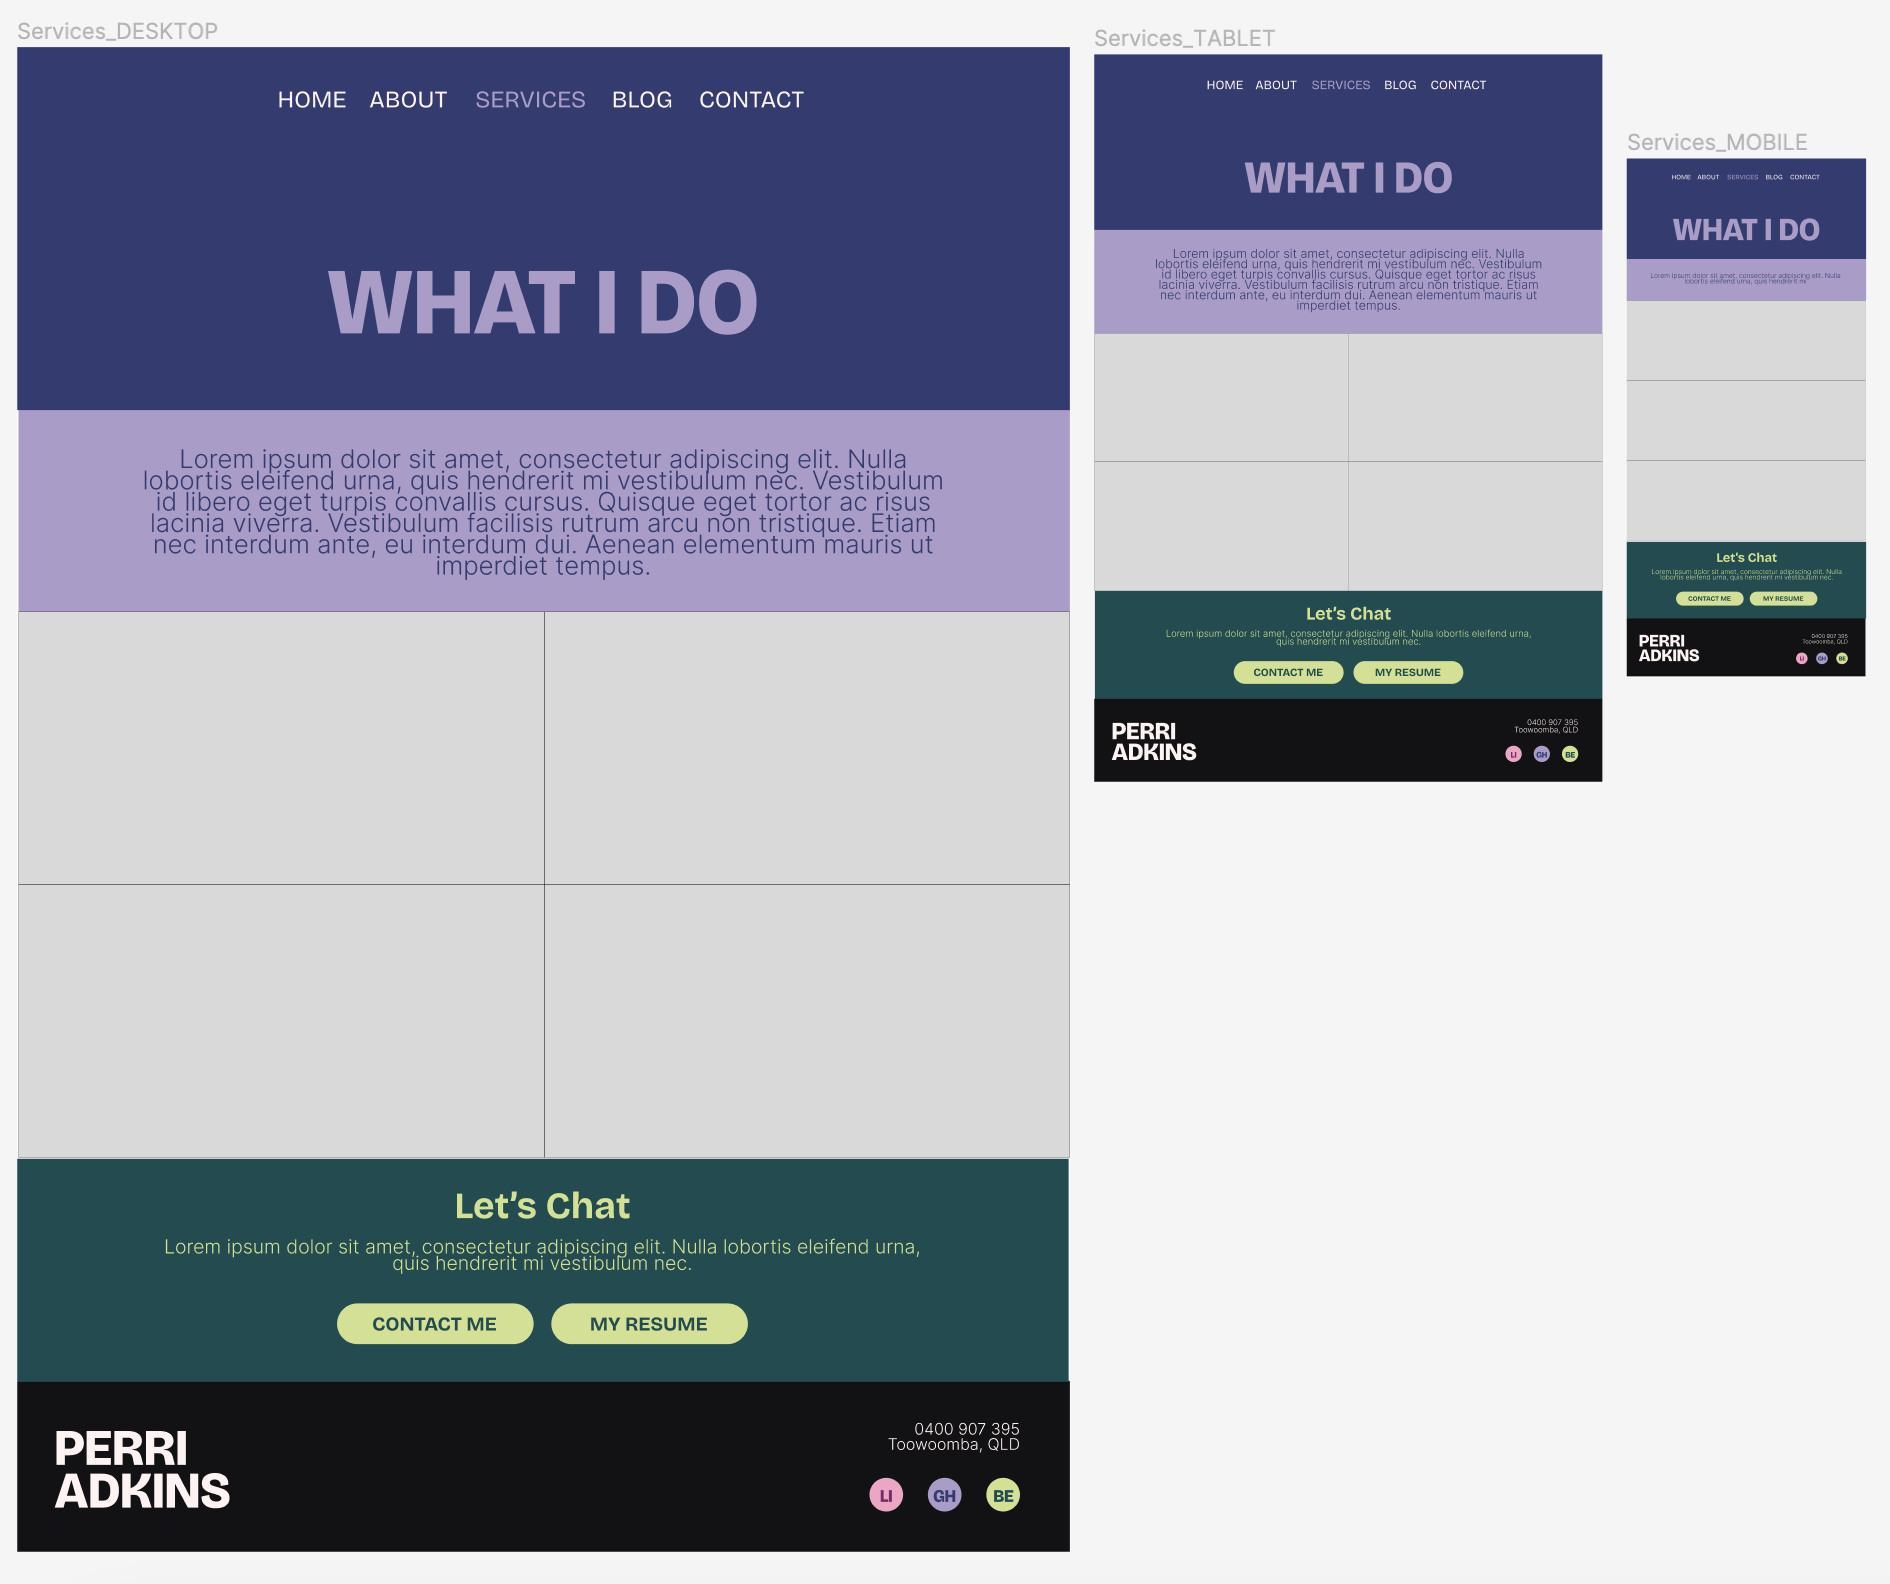 Services_DESKTOP
HOME ABOUT SERVICES BLOG CONTACT
WHAT I DO
Lorem ipsum dolor sit amet, consectetur adipiscing elit. Nulla
lobortis eleifend urna, quis hendrerit mi vestibulum nec. Vestibulum
id libero eget turpis convallis cursus. Quisque eget tortor ac risus
lacinia viverra. Vestibulum facilisis rutrum arcu non tristique. Etiam
nec interdum ante, eu interdum dui. Aenean elementum mauris ut
imperdiet tempus.
Let’s Chat
Lorem ipsum dolor sit amet, consectetur adipiscing elit. Nulla lobortis eleifend urna,
quis hendrerit mi vestibulum nec.
CONTACT ME MY RESUME
PERRI
ADKINS
0400 907 395
Toowoomba, QLD
LI GH BE
Services_TABLET
HOME ABOUT SERVICES BLOG CONTACT
WHAT I DO
Lorem ipsum dolor sit amet, consectetur adipiscing elit. Nulla
lobortis eleifend urna, quis hendrerit mi vestibulum nec. Vestibulum
id libero eget turpis convallis cursus. Quisque eget tortor ac risus
lacinia viverra. Vestibulum facilisis rutrum arcu non tristique. Etiam
nec interdum ante, eu interdum dui. Aenean elementum mauris ut
imperdiet tempus.
Let’s Chat
Lorem ipsum dolor sit amet, consectetur adipiscing elit. Nulla lobortis eleifend urna,
quis hendrerit mi vestibulum nec.
CONTACT ME MY RESUME
PERRI
ADKINS
0400 907 395
Toowoomba, QLD
LI GH BE
Services_MOBILE
HOME ABOUT SERVICES BLOG CONTACT
WHAT I DO
Lorem ipsum dolor sit amet, consectetur adipiscing elit. Nulla
lobortis eleifend urna, quis hendrerit mi
Let’s Chat
Lorem ipsum dolor sit amet, consectetur adipiscing elit. Nulla
lobortis eleifend urna, quis hendrerit mi vestibulum nec.
CONTACT ME MY RESUME
PERRI
ADKINS
0400 907 395
Toowoomba, QLD
LI GH BE